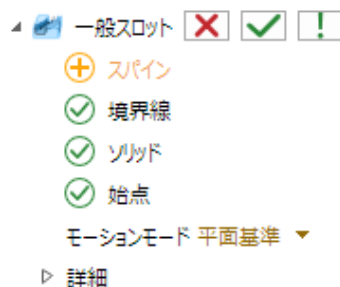 一般スロット
スパイン
境界線
ソリッド
始点
モーションモード 平面基準
詳細